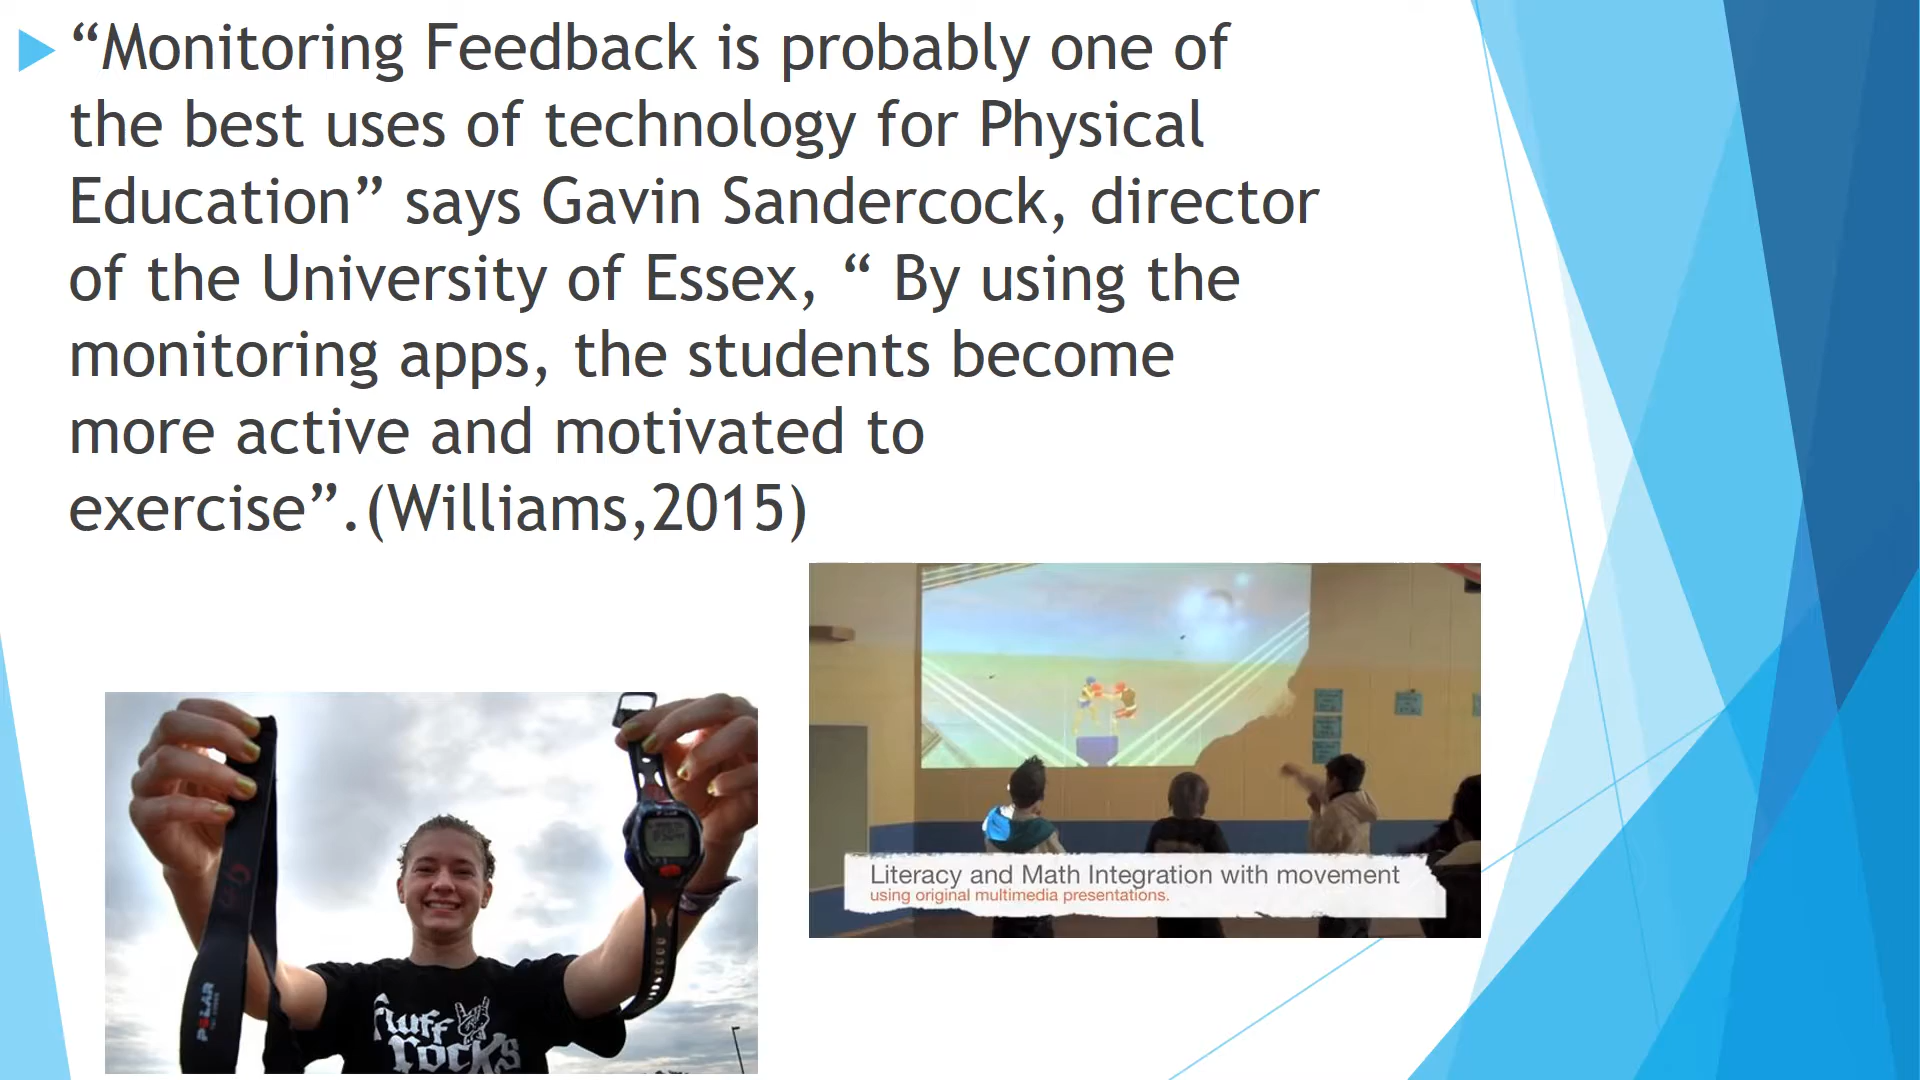 “Monitoring Feedback is probably one of
the best uses of technology for Physical
Education” says Gavin Sandercock, director
of the University of Essex, “ By using the
monitoring apps, the students become
more active and motivated to
exercise”.(Williams,2015)
Literacy and Math Integration with movement
using original multimedia presentations.
POLAR
fluff
rocks